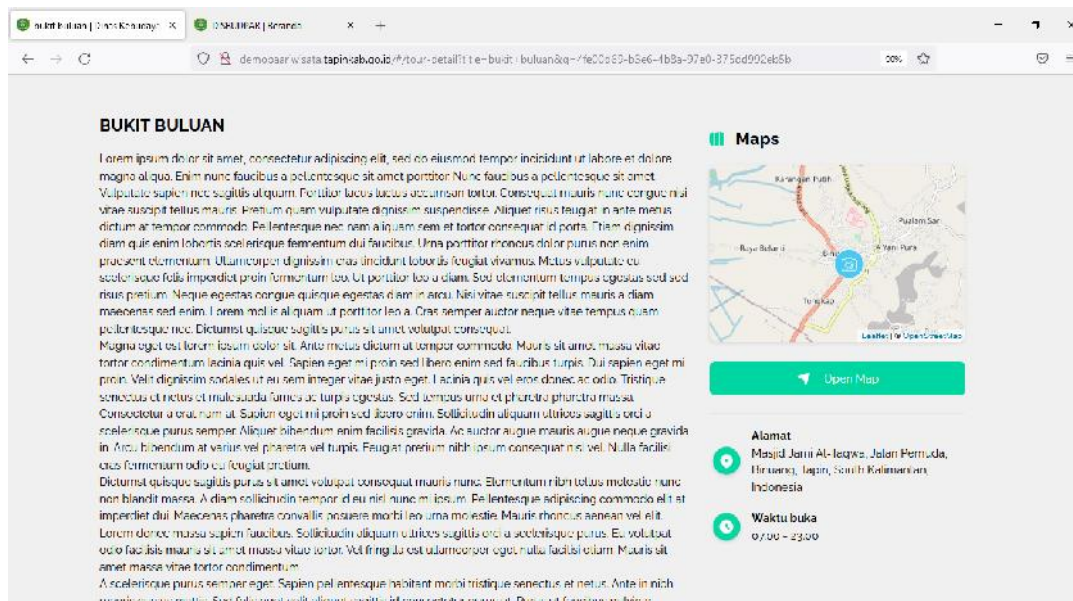 bukit buluan | Dinas Kebudaya
DISBUDPAR | Beranda
90%
BUKIT BULUAN
Lorem ipsum dolor sit amet, consectetur adipiscing elit, sed do eiusmod tempor incididunt ut labore et dolore
magna aliqua. Enim nunc faucibus a pellentesque sit amet porttitor. Nunc faucibus a pellentesque sit amet.
Vulputate sapien nec sagittis aliquam. Porttitor lacus luctus accumsan tortor. Consequat mauris nunc congue nisi
vitae suscipit tellus mauris. Pretium quam vulputate dignissim suspendisse. Aliquet risus feugiat in ante metus
dictum at tempor commodo. Pellentesque nec nam aliquam sem et tortor consequat id porta. Etiam dignissim
diam quis enim lobortis scelerisque fermentum dui faucibus. Urna porttitor rhoncus dolor purus non enim
praesent elementum. Ullamcorper dignissim cras tincidunt lobortis feugiat vivamus. Metus vulputate eu
scelerisque felis imperdiet proin fermentum leo. Ut porttitor leo a diam. Sed elementum tempus egestas sed sed
risus pretium. Neque egestas congue quisque egestas diam in arcu. Nisi vitae suscipit tellus mauris a diam
maecenas sed enim. Lorem mollis aliquam ut porttitor leo a. Cras semper auctor neque vitae tempus quam
pellentesque nec. Dictumst quisque sagittis purus sit amet volutpat consequat.
Magna eget est lorem ipsum dolor sit. Ante metus dictum at tempor commodo. Mauris sit amet massa vitae
tortor condimentum lacinia quis vel. Sapien eget mi proin sed libero enim sed faucibus turpis. Dui sapien eget mi
proin. Velit dignissim sodales ut eu sem integer vitae justo eget. Lacinia quis vel eros donec ac odio. Tristique
senectus et netus et malesuada fames ac turpis egestas. Sed tempus urna et pharetra pharetra massa.
Consectetur a erat nam at. Sapien eget mi proin sed libero enim. Sollicitudin aliquam ultrices sagittis orci a
scelerisque purus semper. Aliquet bibendum enim facilisis gravida. Ac auctor augue mauris augue neque gravida
in. Arcu bibendum at varius vel pharetra vel turpis. Feugiat pretium nibh ipsum consequat nisl vel. Nulla facilisi
cras fermentum odio eu feugiat pretium.
Dictumst quisque sagittis purus sit amet volutpat consequat mauris nunc. Elementum nibh tellus molestie nunc
non blandit massa. A diam sollicitudin tempor id eu nisl nunc mi ipsum. Pellentesque adipiscing commodo elit at
imperdiet dui. Maecenas pharetra convallis posuere morbi leo urna molestie. Mauris rhoncus aenean vel elit.
Lorem donec massa sapien faucibus. Sollicitudin aliquam ultrices sagittis orci a scelerisque purus. Eu volutpat
odio facilisis mauris sit amet massa vitae tortor. Vel fringilla est ullamcorper eget nulla facilisi etiam. Mauris sit
amet massa vitae tortor condimentum.
A scelerisque purus semper eget. Sapien pellentesque habitant morbi tristique senectus et netus. Ante in nibh
Maps
Karangan Putih
Pualam Sari
Raya Belanti
A Yani Pura
Tungkap
Leaflet | © OpenStreetMap
Open Map
Alamat
Masjid Jami Al-Taqwa, Jalan Pemuda,
Binuang, Tapin, South Kalimantan,
Indonesia
Waktu buka
07.00 - 23.00